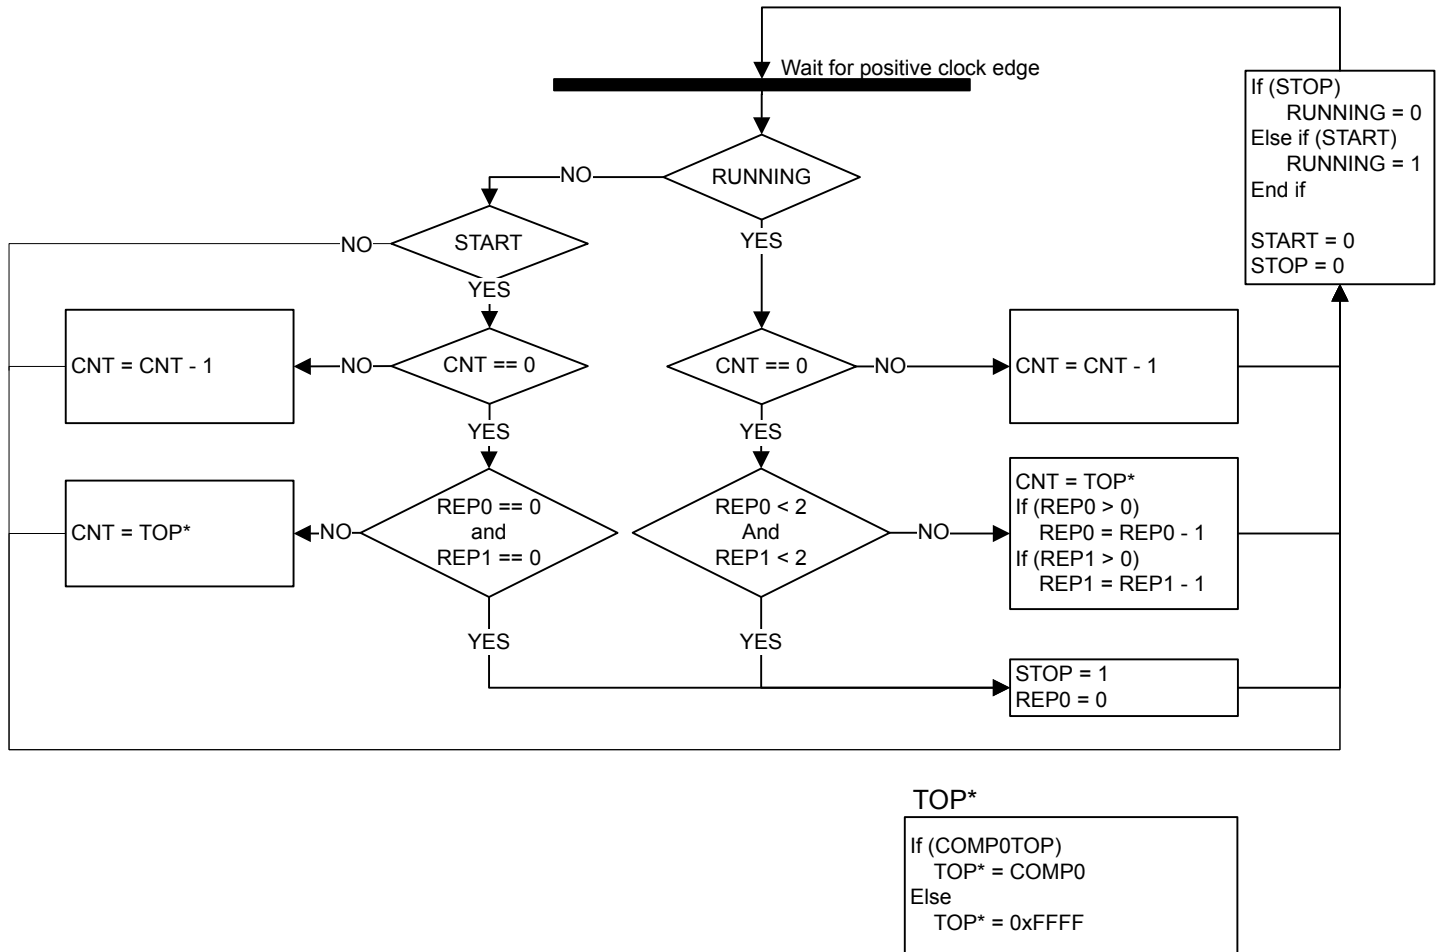 Wait for positive clock edge
If (STOP)
RUNNING = 0
Else if (START)
RUNNING = 1
End if
START = 0
STOP = 0
RUNNING
NO
YES
START
NO
YES
CNT = CNT - 1
NO
CNT == 0
YES
CNT == 0
NO
CNT = CNT - 1
YES
CNT = TOP*
NO
REP0 == 0
and
REP1 == 0
YES
REP0 < 2
And
REP1 < 2
NO
YES
CNT = TOP*
If (REP0 > 0)
REP0 = REP0 - 1
If (REP1 > 0)
REP1 = REP1 - 1
STOP = 1
REP0 = 0
TOP*
If (COMP0TOP)
TOP* = COMP0
Else
TOP* = 0xFFFF